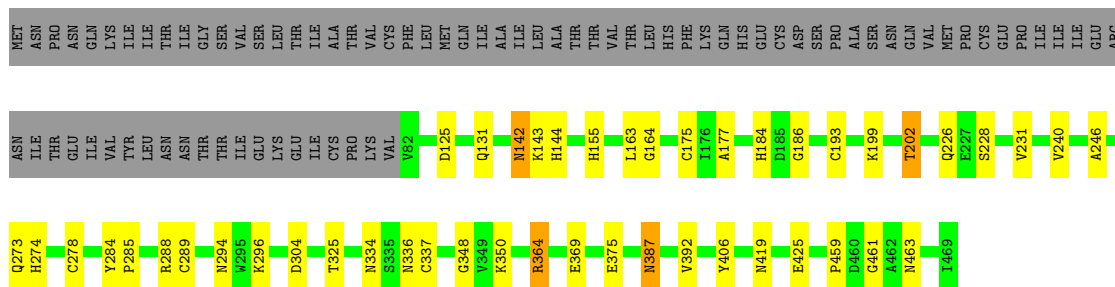 MET ASN PRO ASN GLN LYS ILE ILE THR ILE GLY SER VAL SER LEU THR ILE ALA THR VAL CYS PHE LEU MET GLN ILE ALA ILE LEU ALA THR THR VAL THR LEU HIS PHE LYS GLN HIS GLU CYS ASP SER PRO ALA SER ASN GLN VAL MET PRO CYS GLU PRO ILE ILE ILE GLU ARG
ASN ILE THR GLU ILE VAL TYR LEU ASN ASN THR THR ILE GLU LYS GLU ILE CYS PRO LYS VAL V82 D125 Q131 N142 K143 H144 H155 L163 G164 C175 I176 A177 H184 D185 G186 C193 K199 T202 Q226 E227 S228 V231 V240 A246
Q273 H274 C278 Y284 P285 R288 C289 N294 W295 K296 D304 T325 N334 S335 N336 C337 G348 V349 K350 R364 E369 E375 N387 V392 Y406 N419 E425 P459 D460 G461 A462 N463 I469